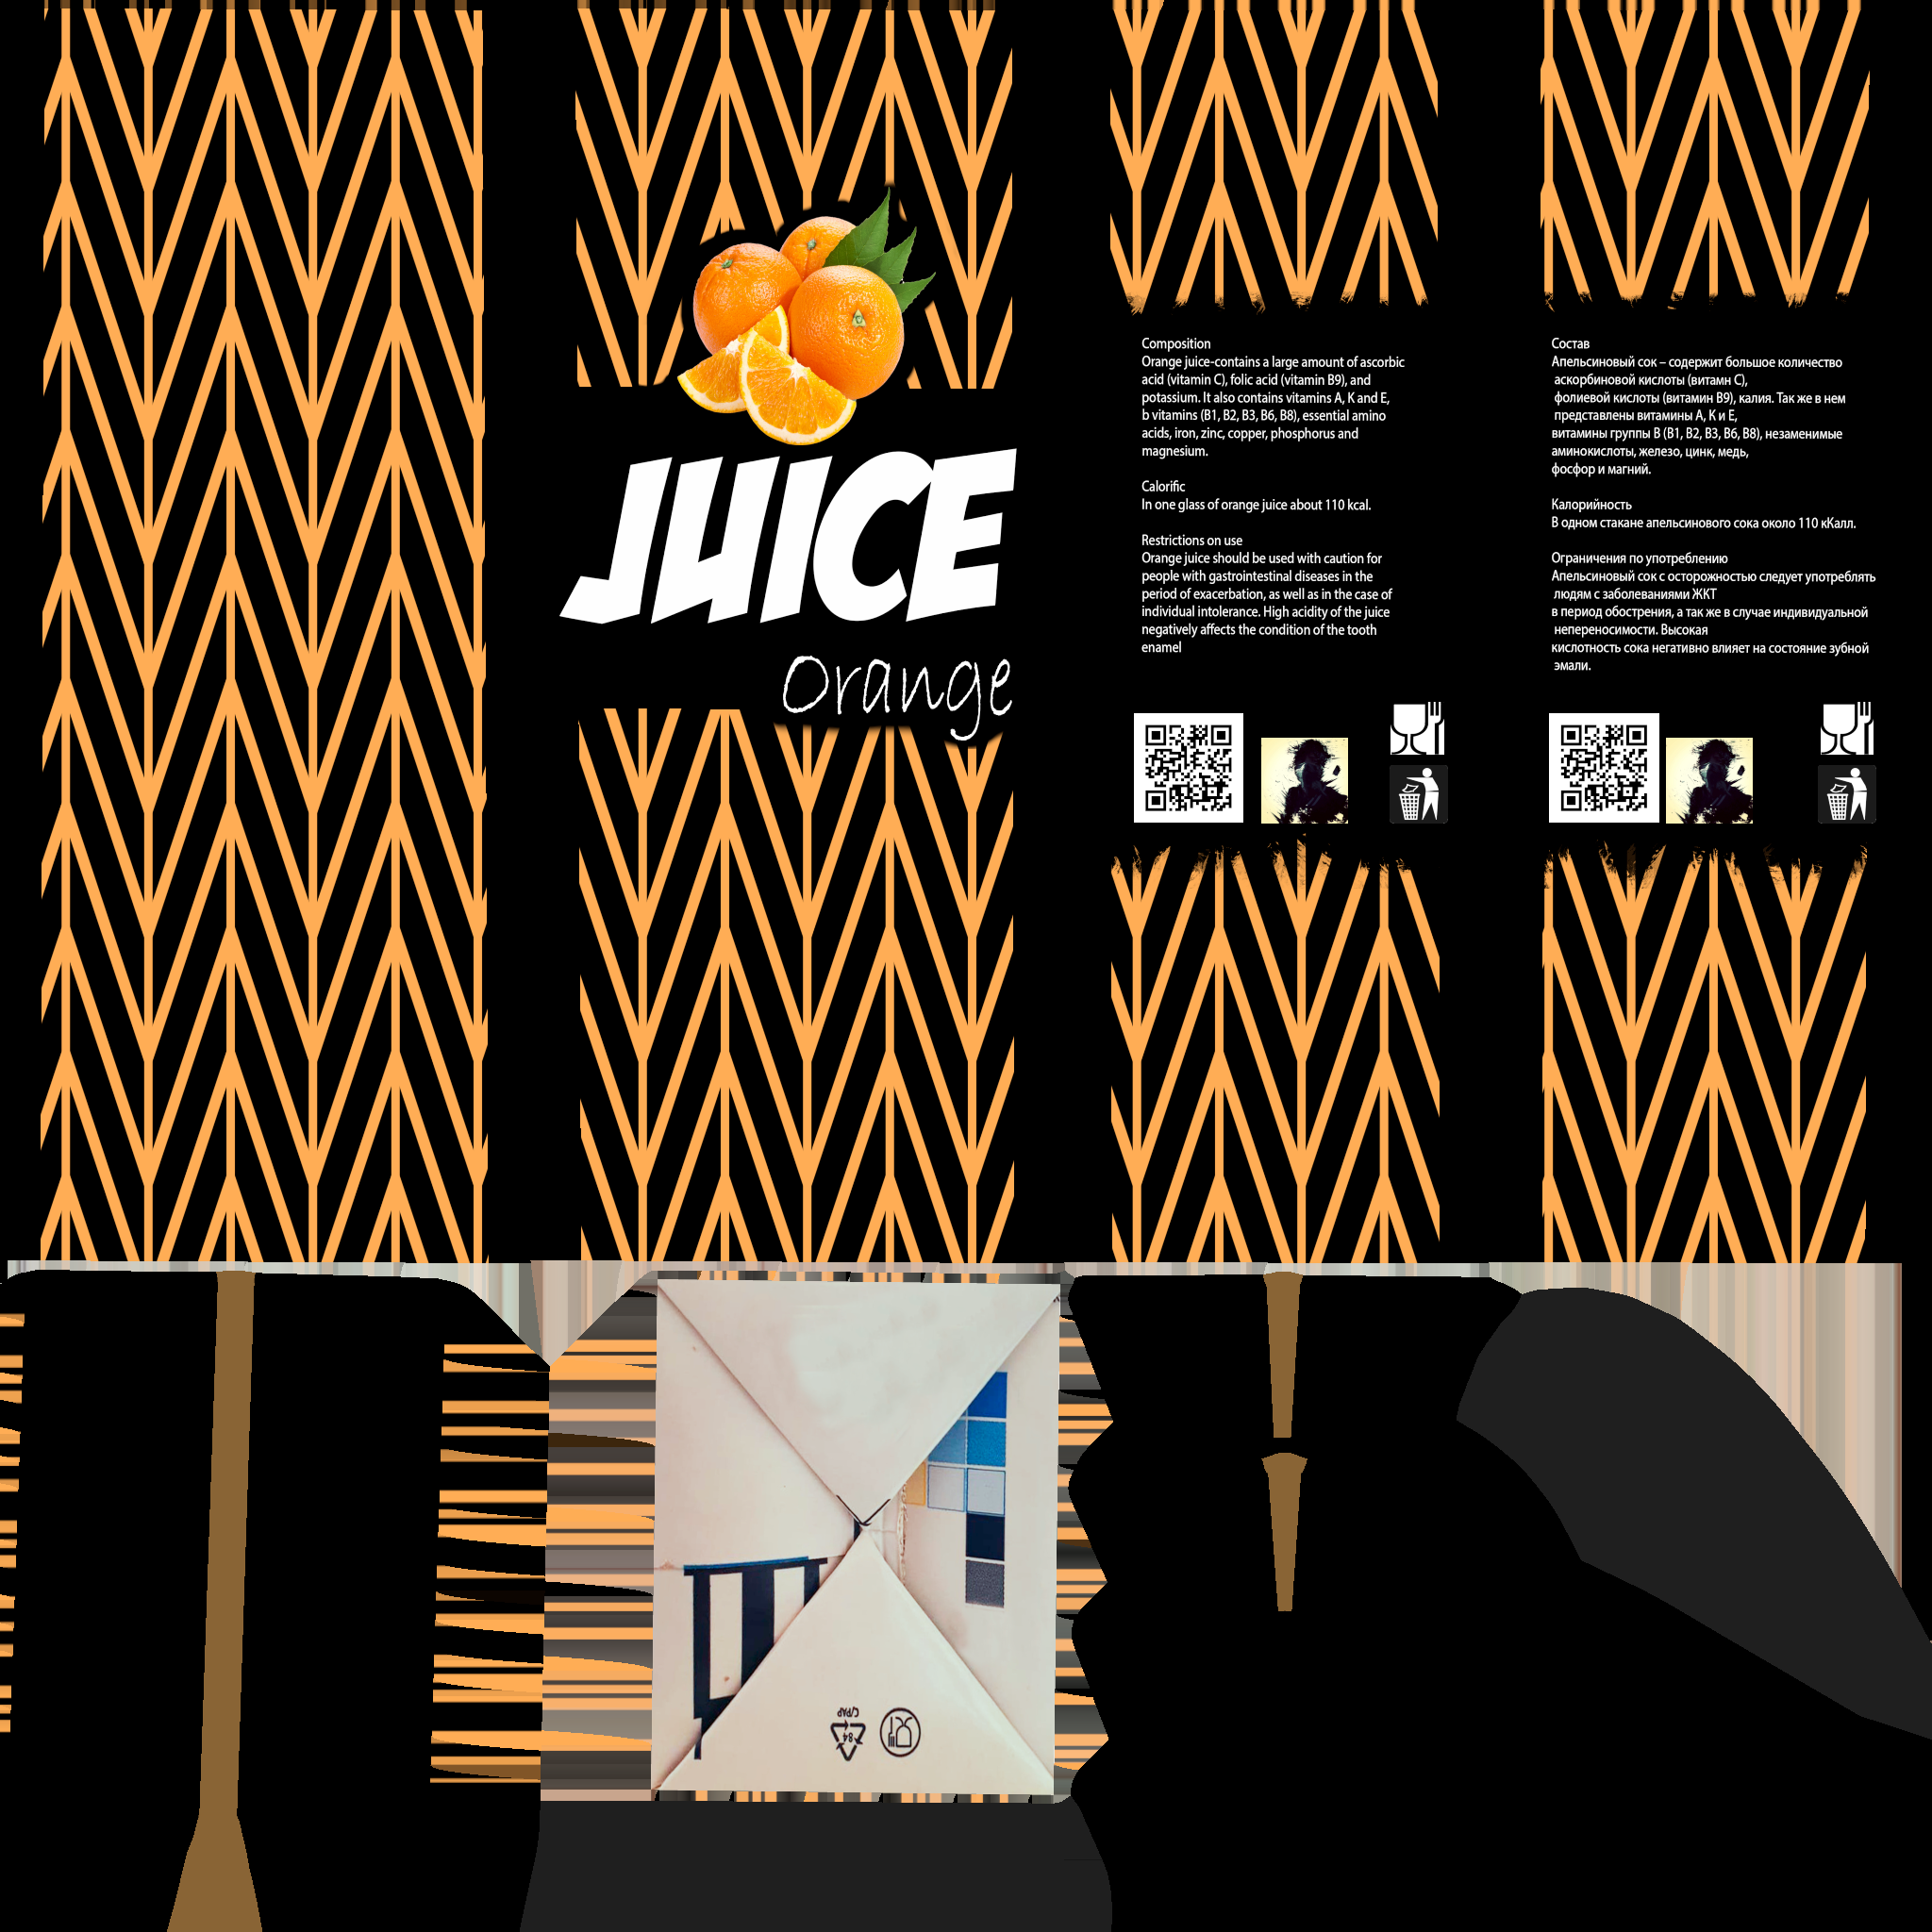 JUICE
Orange
Composition
Orange juice-contains a large amount of ascorbic
acid (vitamin C), folic acid (vitamin B9), and
potassium. It also contains vitamins A, K and E,
b vitamins (B1, B2, B3, B6, B8), essential amino
acids, iron, zinc, copper, phosphorus and
magnesium.
Calorific
In one glass of orange juice about 110 kcal.
Restrictions on use
Orange juice should be used with caution for
people with gastrointestinal diseases in the
period of exacerbation, as well as in the case of
individual intolerance. High acidity of the juice
negatively affects the condition of the tooth
enamel
Состав
Апельсиновый сок – содержит большое количество
аскорбиновой кислоты (витамн С),
фолиевой кислоты (витамин В9), калия. Так же в нем
представлены витамины А, К и Е,
витамины группы В (В1, В2, В3, В6, В8), незаменимые
аминокислоты, железо, цинк, медь,
фосфор и магний.
Калорийность
В одном стакане апельсинового сока около 110 кКалл.
Ограничения по употреблению
Апельсиновый сок с осторожностью следует употреблять
людям с заболеваниями ЖКТ
в период обострения, а так же в случае индивидуальной
непереносимости. Высокая
кислотность сока негативно влияет на состояние зубной
эмали.
C/PAP
84